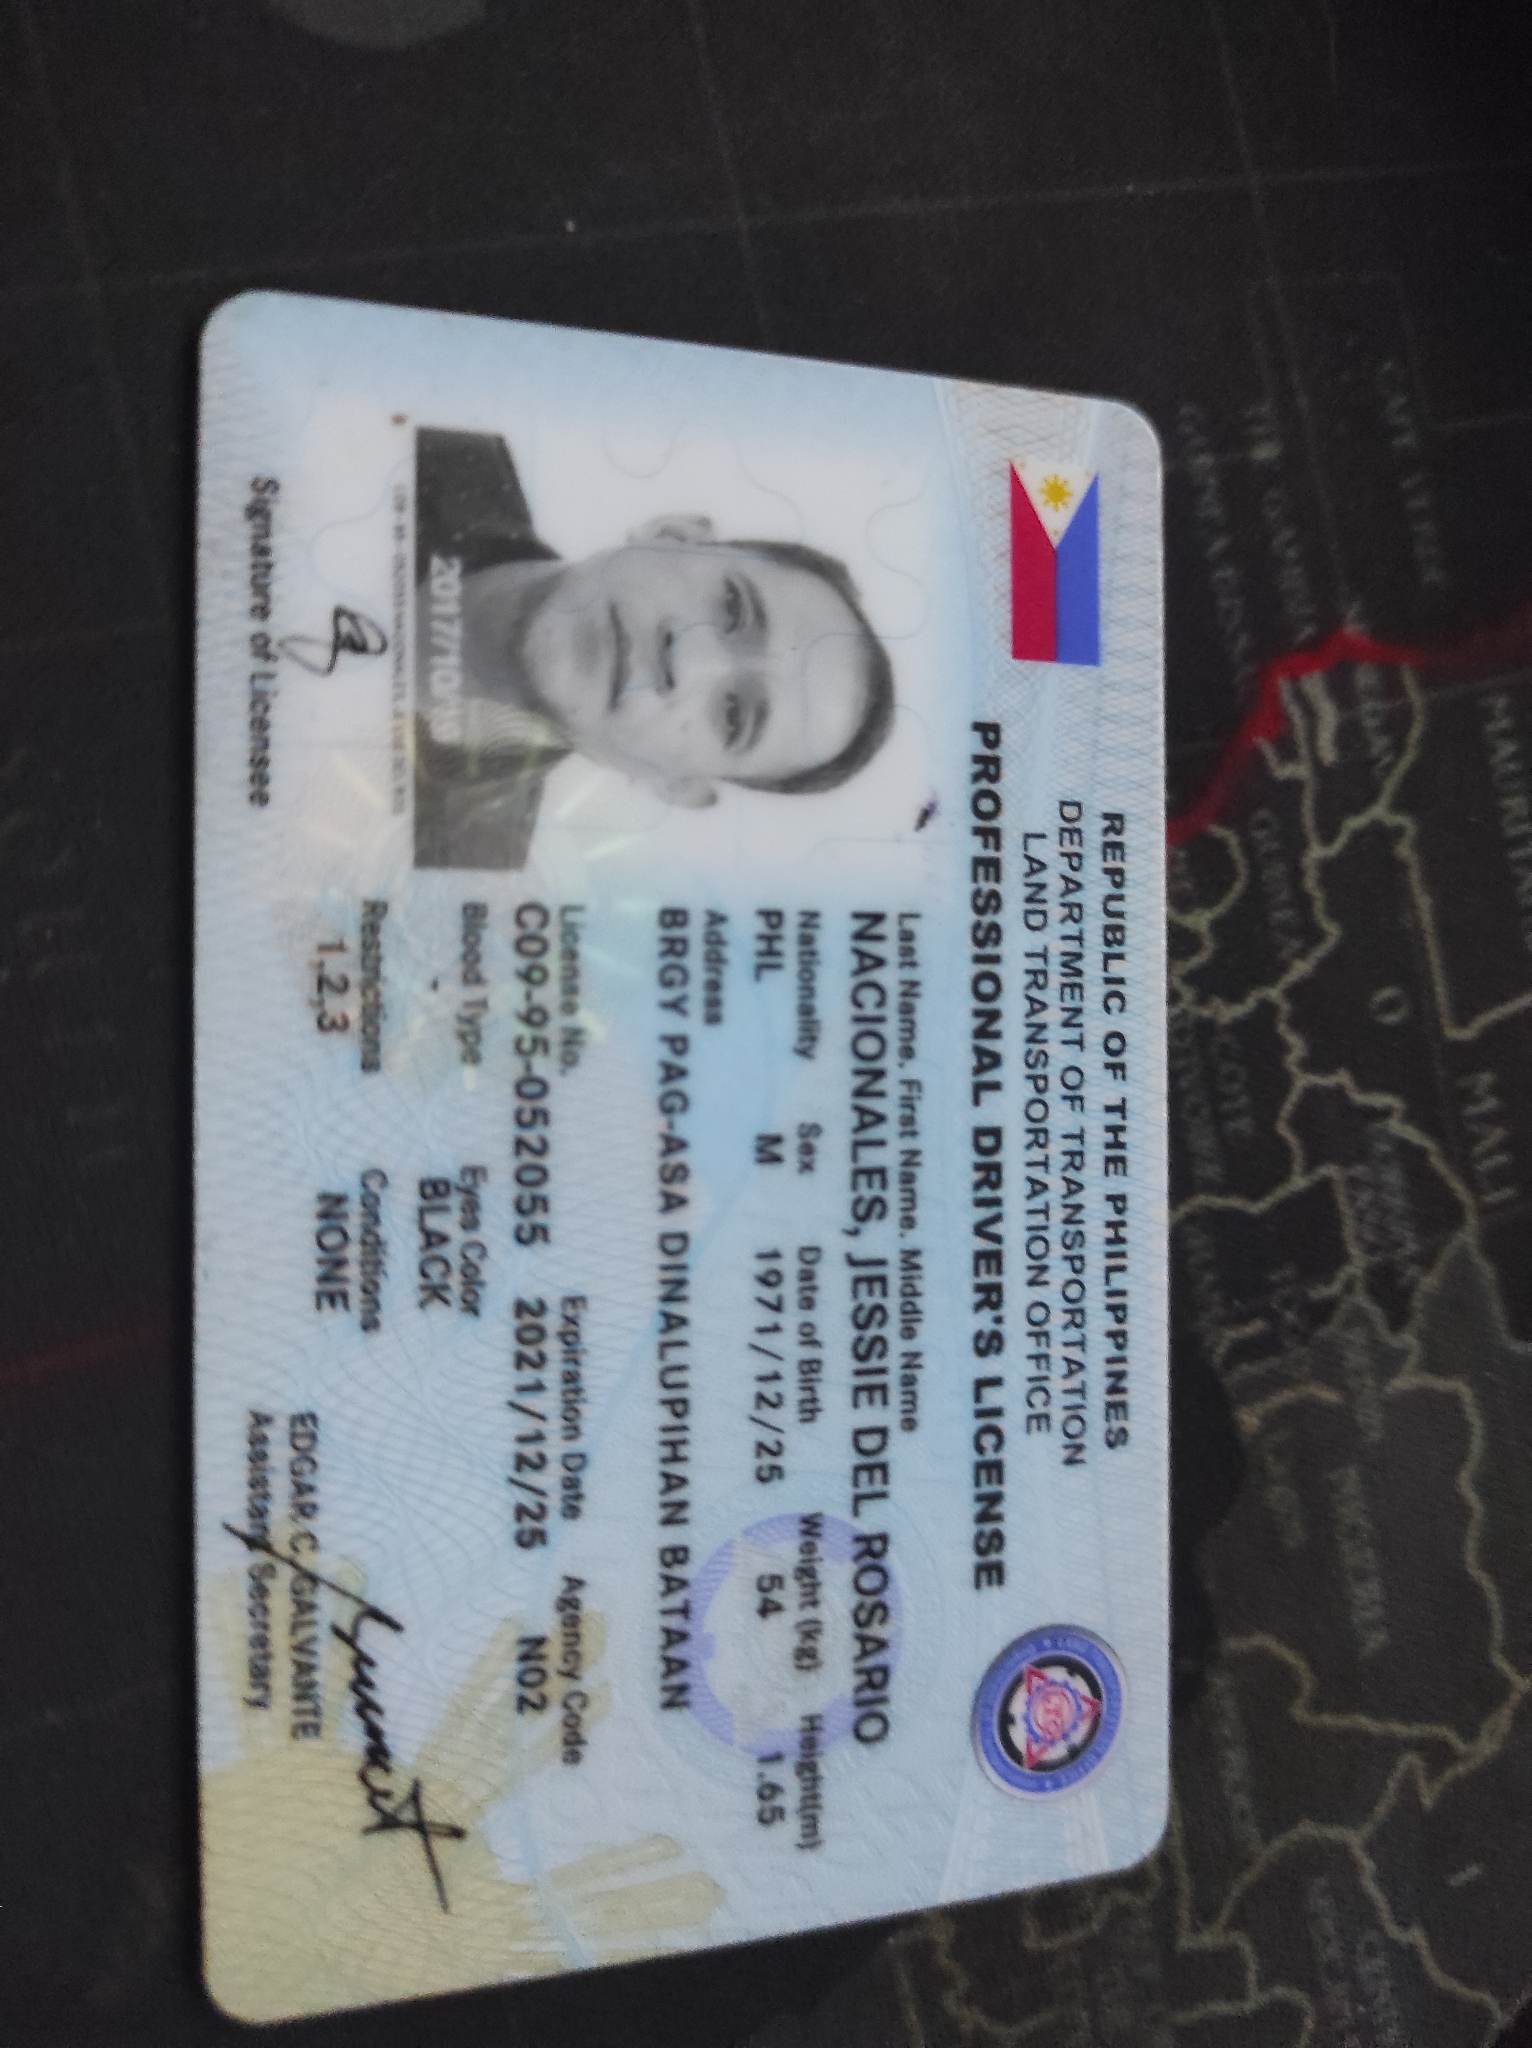 REPUBLIC OF THE PHILIPPINES
DEPARTMENT OF TRANSPORTATION
LAND TRANSPORTATION OFFICE
PROFESSIONAL DRIVER'S LICENSE
Last Name, First Name, Middle Name
NACIONALES, JESSIE DEL ROSARIO
Nationality Sex Date of Birth Weight (kg) Height(m)
PHL M 1971/12/25 54 1.65
Address
BRGY PAG-ASA DINALUPIHAN BATAAN
License No. Expiration Date Agency Code
C09-95-052055 2021/12/25 N02
Blood Type Eyes Color
- BLACK
Restrictions Conditions
1,2,3 NONE
Signature of Licensee
EDGAR C. GALVANTE
Assistant Secretary
MALI
GUINEA